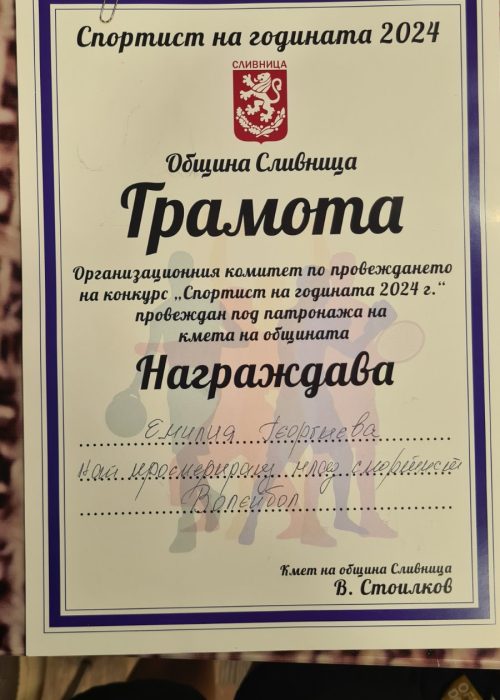 Спортист на годината 2024
СЛИВНИЦА
Община Сливница
Грамота
Организационния комитет по провеждането
на конкурс „Спортист на годината 2024 г.“
провеждан под патронажа на
кмета на общината
Награждава
Емилия Георгиева
Най проспериращ млад спортист
Волейбол
Кмет на община Сливница
В. Стоилков